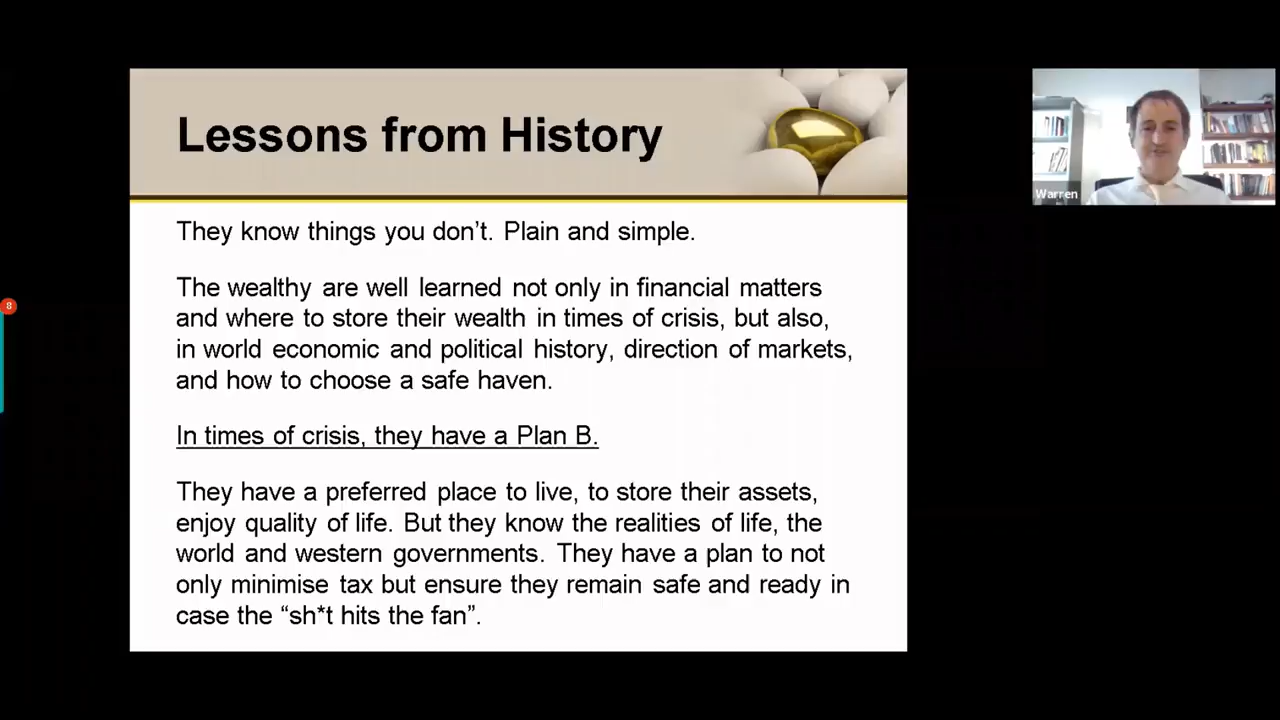 Lessons from History
They know things you don’t. Plain and simple.
The wealthy are well learned not only in financial matters
and where to store their wealth in times of crisis, but also,
in world economic and political history, direction of markets,
and how to choose a safe haven.
In times of crisis, they have a Plan B.
They have a preferred place to live, to store their assets,
enjoy quality of life. But they know the realities of life, the
world and western governments. They have a plan to not
only minimise tax but ensure they remain safe and ready in
case the “sh*t hits the fan”.
Warren
8